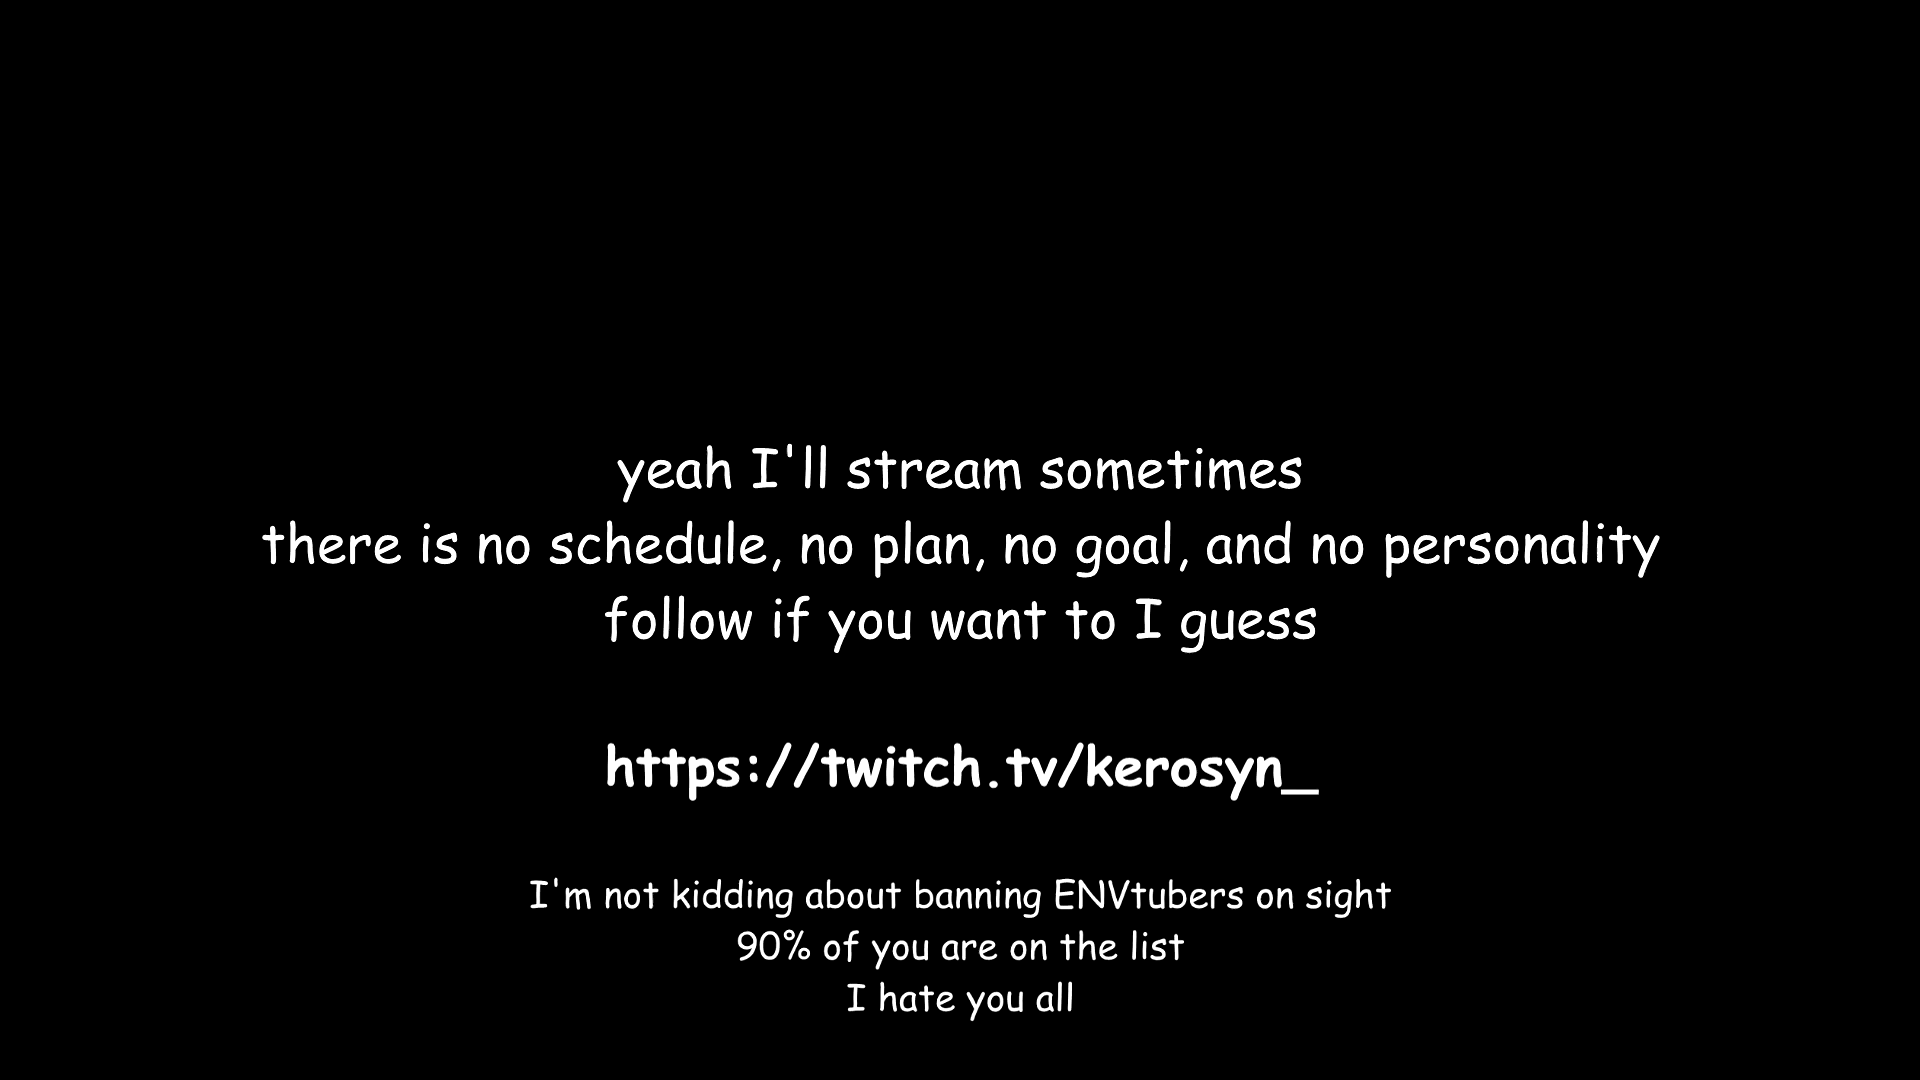 yeah I'll stream sometimes
there is no schedule, no plan, no goal, and no personality
follow if you want to I guess
https://twitch.tv/kerosyn_
I'm not kidding about banning ENVtubers on sight
90% of you are on the list
I hate you all